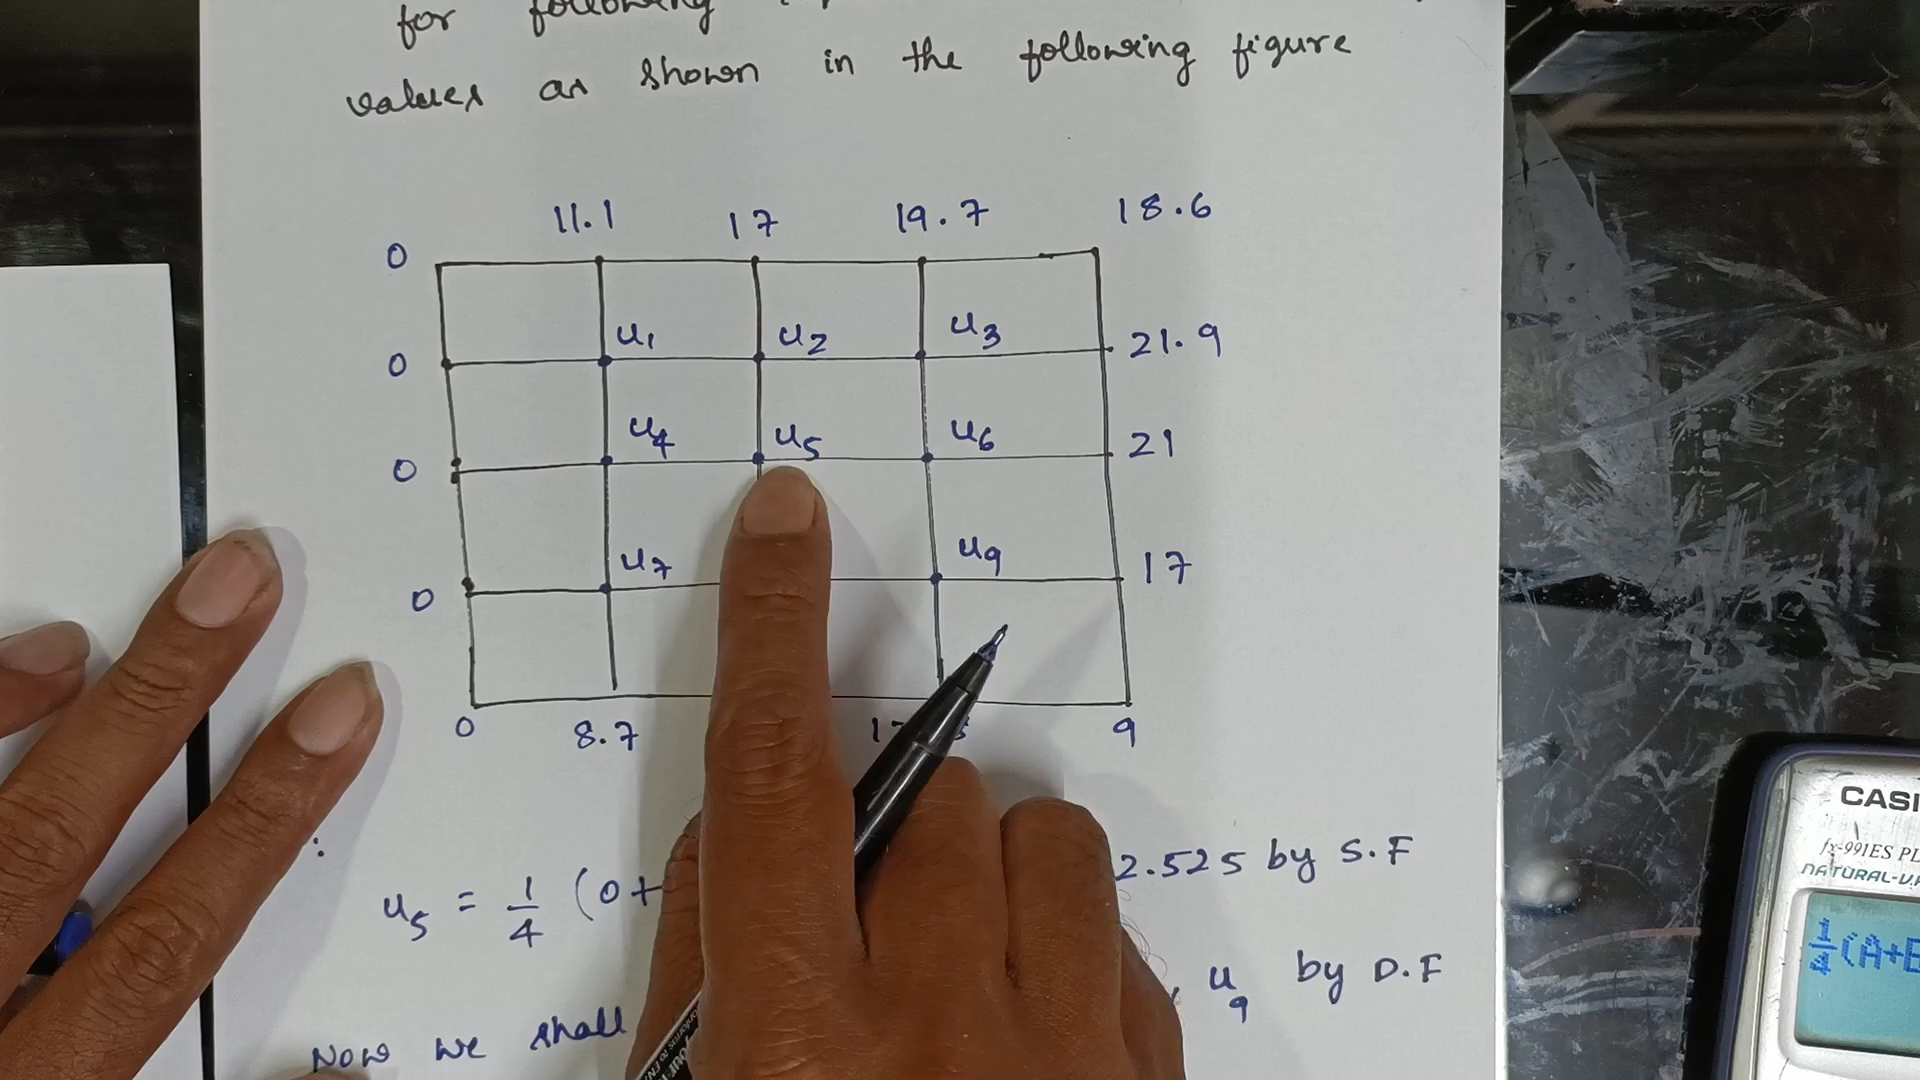 for following
values as shown in the following figure
11.1 17 19.7 18.6
0
u1 u2 u3
0 21.9
u4 u5 u6
0 21
u7 u9
0 17
0 8.7 9
:
u5 = 1/4 (0+ 2.525 by S.F
Now we shall u9 by D.F
CASI
fx-991ES PL
NATURAL-V.P
1/4(A+B